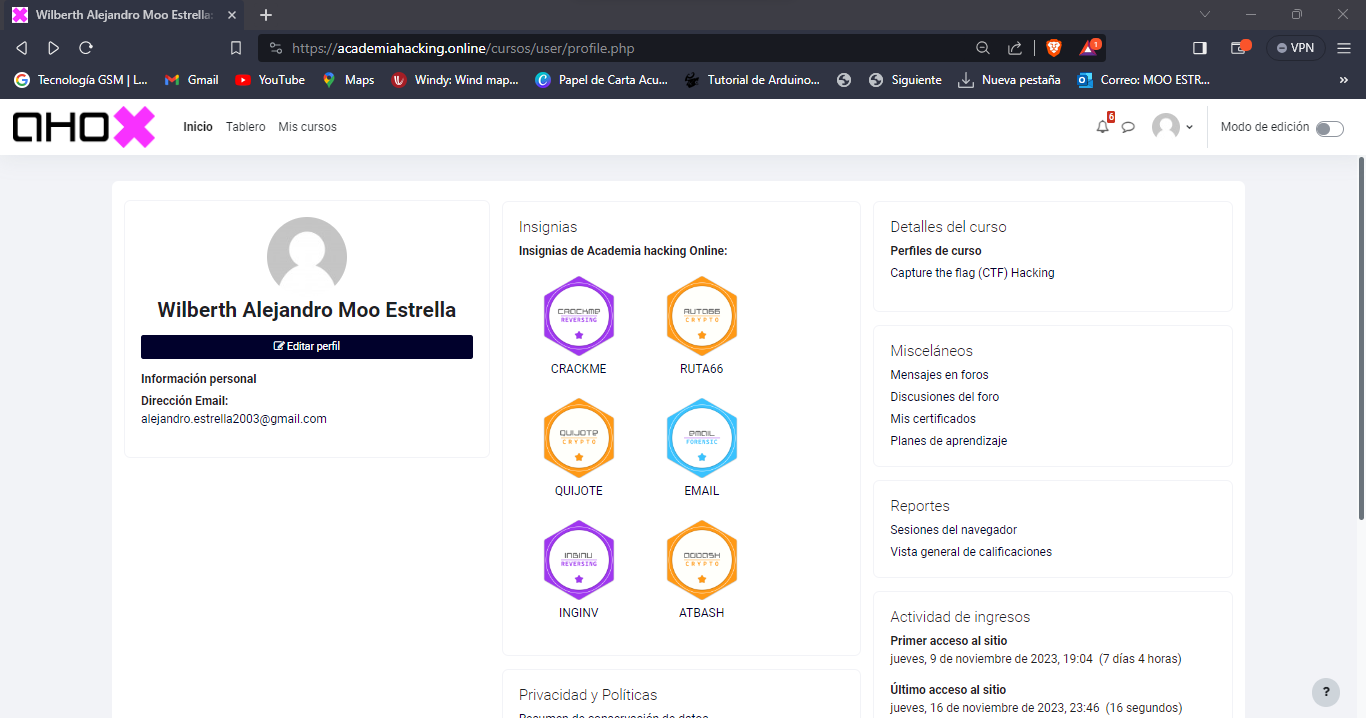 Wilberth Alejandro Moo Estrella:
https://academiahacking.online/cursos/user/profile.php
1
VPN
Tecnología GSM | L...
Gmail
YouTube
Maps
Windy: Wind map...
Papel de Carta Acu...
Tutorial de Arduino...
Siguiente
Nueva pestaña
Correo: MOO ESTR...
AHO
Inicio
Tablero
Mis cursos
6
Modo de edición
Wilberth Alejandro Moo Estrella
Editar perfil
Información personal
Dirección Email:
alejandro.estrella2003@gmail.com
Insignias
Insignias de Academia hacking Online:
CRACKME
REVERSING
CRACKME
RUTA66
CRYPTO
RUTA66
QUIJOTE
CRYPTO
QUIJOTE
EMAIL
FORENSIC
EMAIL
INGINV
REVERSING
INGINV
CRYPTO
ATBASH
Privacidad y Políticas
Resumen de conservación de datos
Detalles del curso
Perfiles de curso
Capture the flag (CTF) Hacking
Misceláneos
Mensajes en foros
Discusiones del foro
Mis certificados
Planes de aprendizaje
Reportes
Sesiones del navegador
Vista general de calificaciones
Actividad de ingresos
Primer acceso al sitio
jueves, 9 de noviembre de 2023, 19:04 (7 días 4 horas)
Último acceso al sitio
jueves, 16 de noviembre de 2023, 23:46 (16 segundos)
?